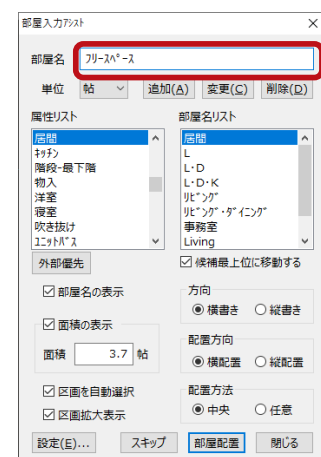 部屋入力ｱｼｽﾄ ×
部屋名 ﾌﾘｰｽﾍﾟｰｽ
単位 帖 追加(A) 変更(C) 削除(D)
属性リスト 部屋名リスト
居間 居間
ｷｯﾁﾝ L
階段-最下階 L･D
物入 L･D･K
洋室 ﾘﾋﾞﾝｸﾞ
寝室 ﾘﾋﾞﾝｸﾞ･ﾀﾞｲﾆﾝｸﾞ
吹き抜け 事務室
ﾕﾆｯﾄﾊﾞｽ Living
外部優先 候補最上位に移動する
部屋名の表示 方向
横書き 縦書き
面積の表示
面積 3.7 帖 配置方向
横配置 縦配置
区画を自動選択 配置方法
区画拡大表示 中央 任意
設定(E)... スキップ 部屋配置 閉じる